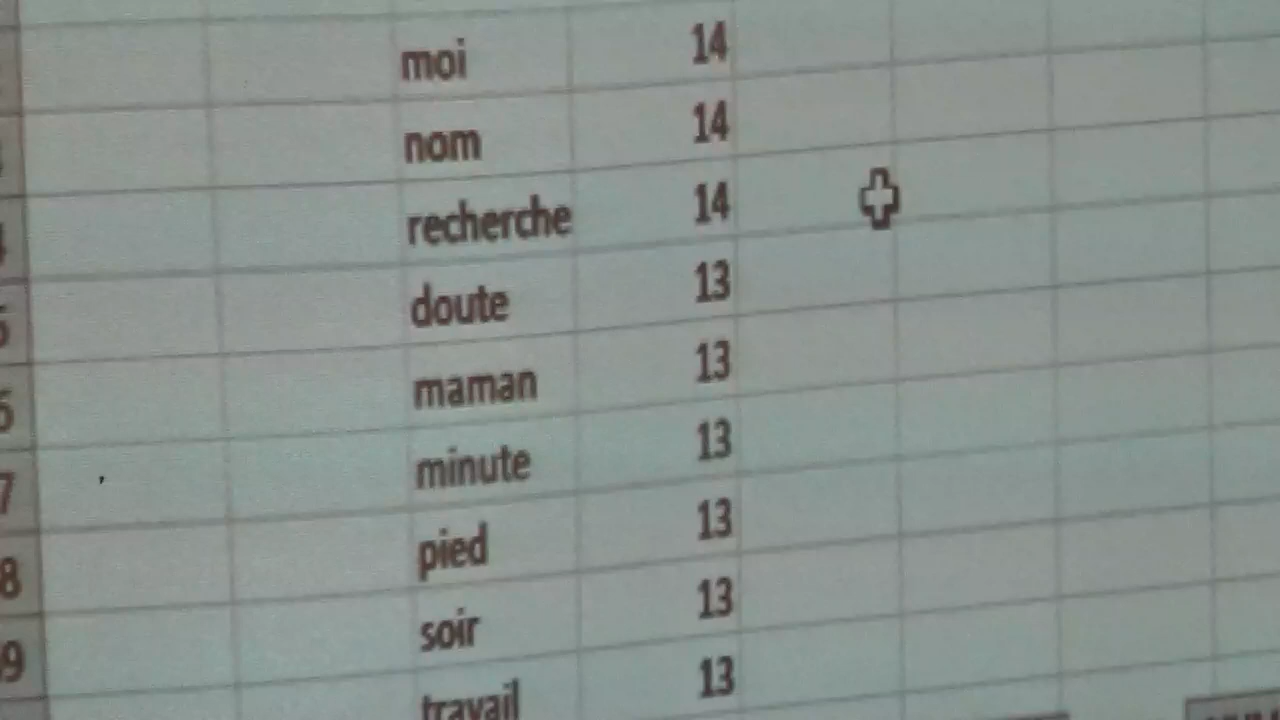 moi 14
nom 14
recherche 14
doute 13
maman 13
minute 13
pied 13
soir 13
travail 13